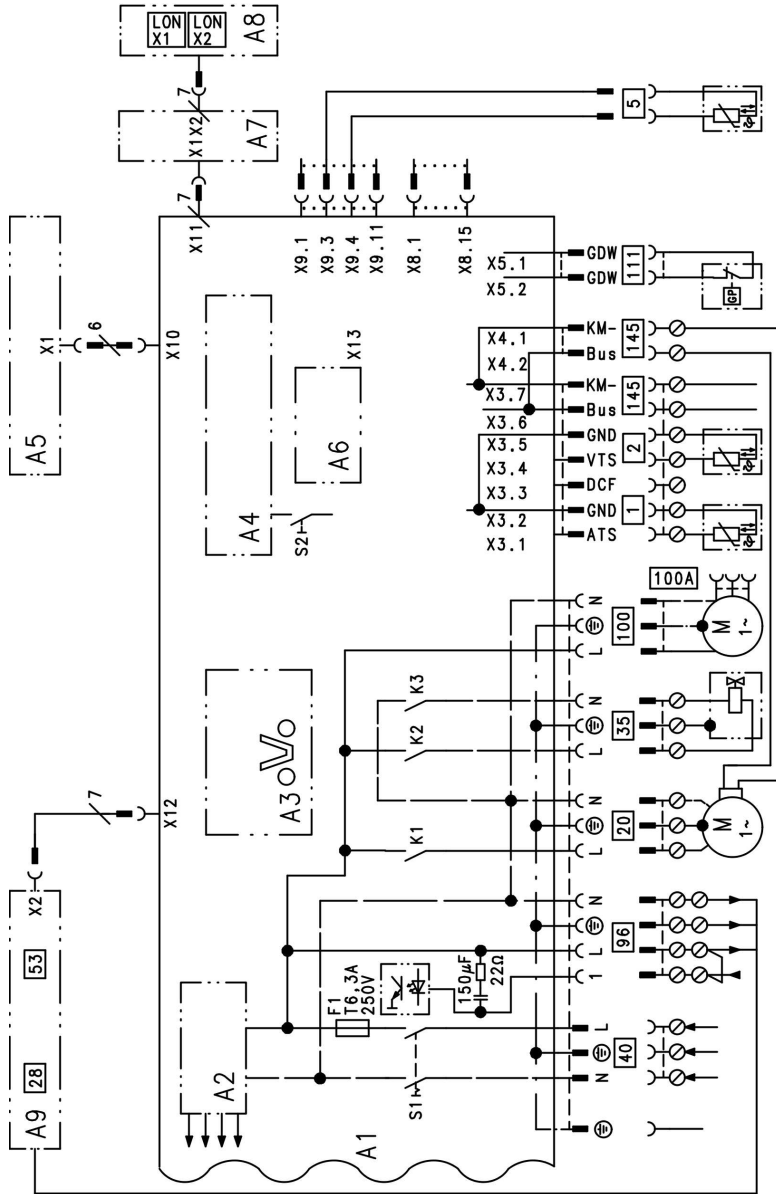 LON X1
LON X2
A8
7
X1
X2
A7
7
X11
A5
X1
6
X10
5
X9.1
X9.3
X9.4
X9.11
X8.1
X8.15
A4
S2
A6
X13
X5.1
X5.2
X4.1
X4.2
X3.7
X3.6
X3.5
X3.4
X3.3
X3.2
X3.1
GDW
GDW
111
GP
KM-
Bus
145
KM-
Bus
145
GND
VTS
2
DCF
GND
ATS
1
A9
28
53
X2
7
X12
A3
K1
K2
K3
N
L
100
100A
M
1~
N
L
35
N
L
20
M
1~
N
L
1
96
A2
F1
T6,3A
250V
150µF
22Ω
S1
A1
L
N
40